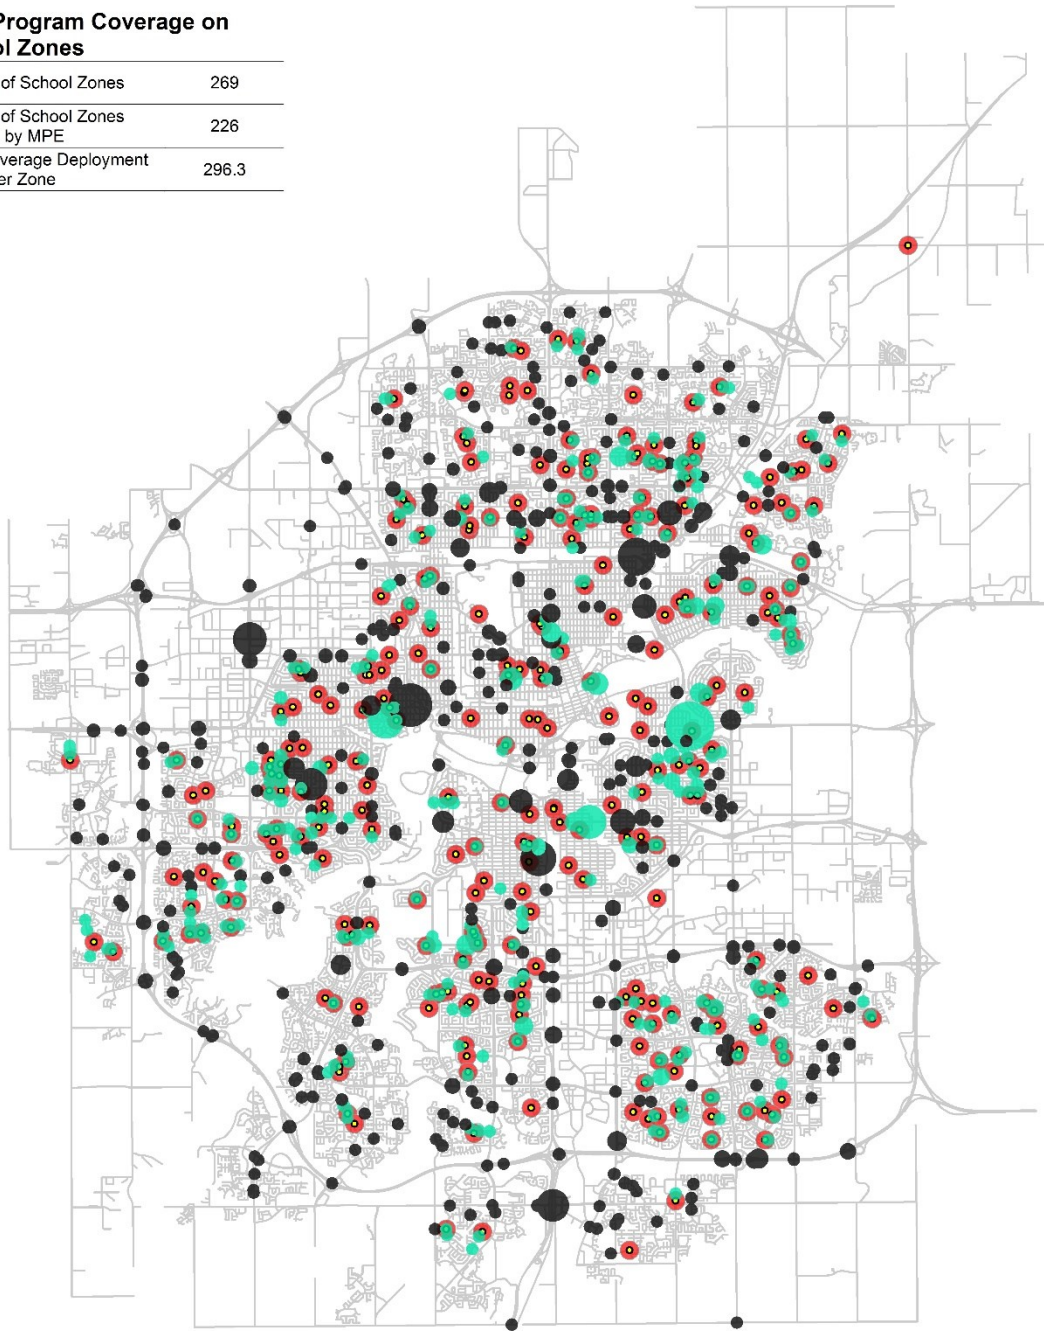 Program Coverage on
ol Zones
of School Zones 269
of School Zones
by MPE 226
verage Deployment
er Zone 296.3